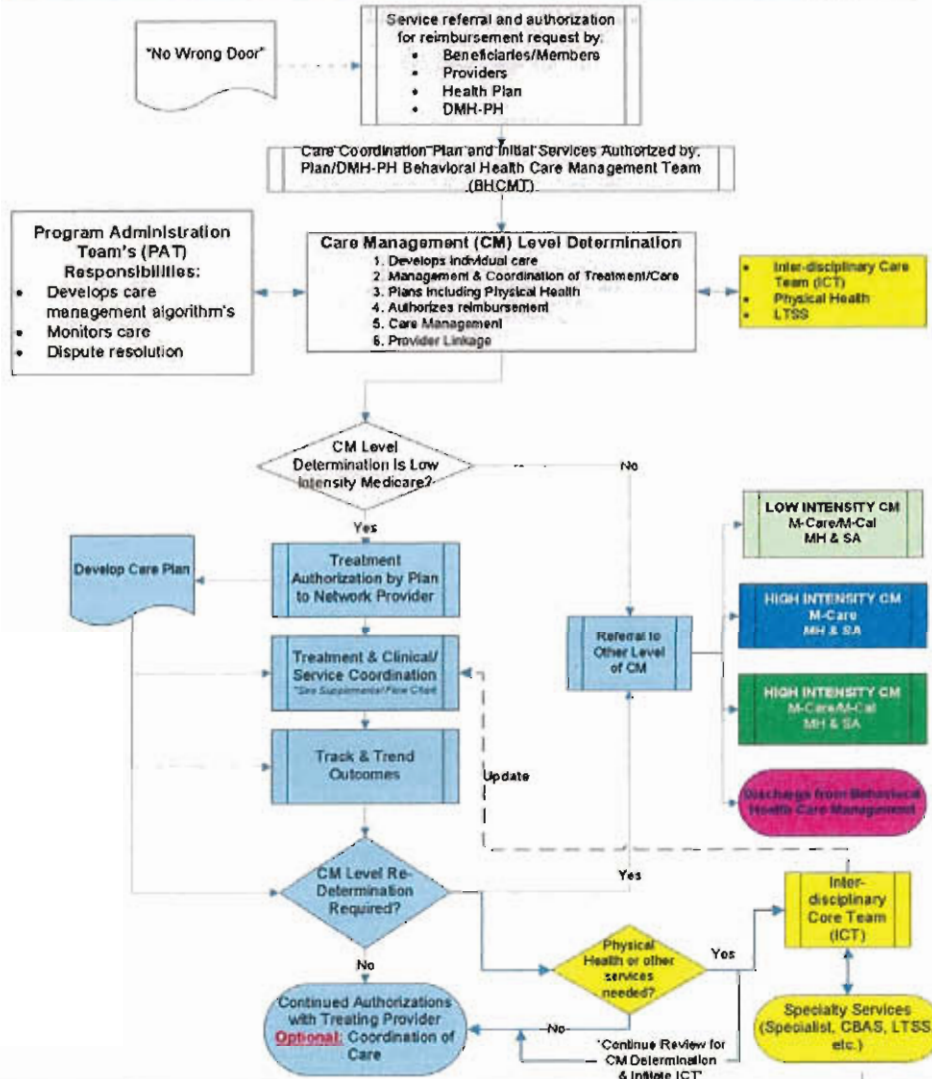 "No Wrong Door"
Service referral and authorization
for reimbursement request by:
• Beneficiaries/Members
• Providers
• Health Plan
• DMH-PH
Care Coordination Plan and Initial Services Authorized by:
Plan/DMH-PH Behavioral Health Care Management Team
(BHCMT)
Program Administration
Team's (PAT)
Responsibilities:
• Develops care
management algorithm's
• Monitors care
• Dispute resolution
Care Management (CM) Level Determination
1. Develops individual care
2. Management & Coordination of Treatment/Care
3. Plans including Physical Health
4. Authorizes reimbursement
5. Care Management
6. Provider Linkage
• Inter-disciplinary Care
Team (ICT)
• Physical Health
• LTSS
CM Level
Determination Is Low
Intensity Medicare?
No
Yes
Develop Care Plan
Treatment
Authorization by Plan
to Network Provider
Treatment & Clinical/
Service Coordination
*See Supplemental Flow Chart
Track & Trend
Outcomes
Update
Referral to
Other Level
of CM
LOW INTENSITY CM
M-Care/M-Cal
MH & SA
HIGH INTENSITY CM
M-Care
MH & SA
HIGH INTENSITY CM
M-Care/M-Cal
MH & SA
Discharge from Behavioral
Health Care Management
CM Level Re-
Determination
Required?
Yes
No
Physical
Health or other
services
needed?
Yes
No
Inter-
disciplinary
Core Team
(ICT)
Continued Authorizations
with Treating Provider
Optional: Coordination of
Care
"Continue Review for
CM Determination
& Initiate ICT"
Specialty Services
(Specialist, CBAS, LTSS
etc.)